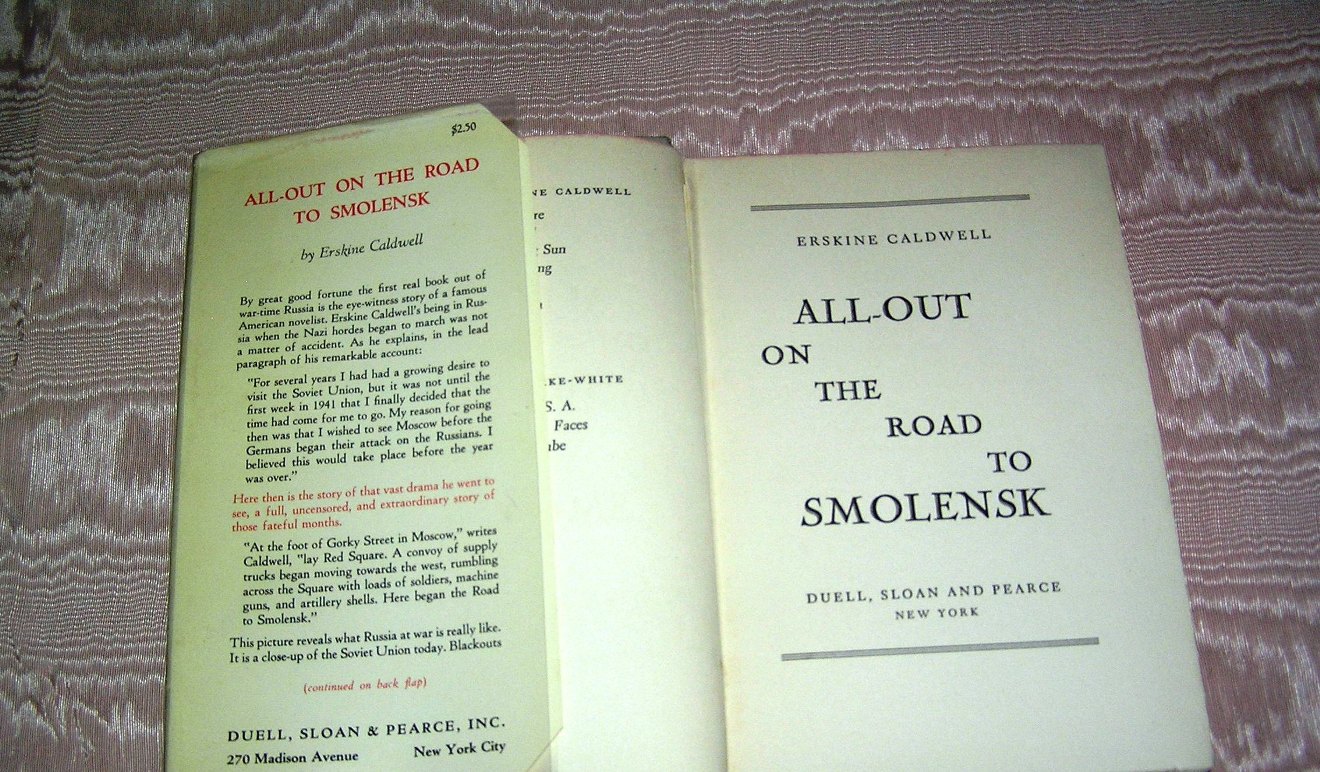 $2.50
ALL-OUT ON THE ROAD
TO SMOLENSK
by Erskine Caldwell
By great good fortune the first real book out of
war-time Russia is the eye-witness story of a famous
American novelist. Erskine Caldwell's being in Rus-
sia when the Nazi hordes began to march was not
a matter of accident. As he explains, in the lead
paragraph of his remarkable account:
"For several years I had had a growing desire to
visit the Soviet Union, but it was not until the
first week in 1941 that I finally decided that the
time had come for me to go. My reason for going
then was that I wished to see Moscow before the
Germans began their attack on the Russians. I
believed this would take place before the year
was over."
Here then is the story of that vast drama he went to
see, a full, uncensored, and extraordinary story of
those fateful months.
"At the foot of Gorky Street in Moscow," writes
Caldwell, "lay Red Square. A convoy of supply
trucks began moving towards the west, rumbling
across the Square with loads of soldiers, machine
guns, and artillery shells. Here began the Road
to Smolensk."
This picture reveals what Russia at war is really like.
It is a close-up of the Soviet Union today. Blackouts
(continued on back flap)
DUELL, SLOAN & PEARCE, INC.
270 Madison Avenue New York City
NE CALDWELL
re
Sun
ng
t
KE-WHITE
S. A.
Faces
ube
ERSKINE CALDWELL
ALL-OUT
ON
THE
ROAD
TO
SMOLENSK
DUELL, SLOAN AND PEARCE
NEW YORK